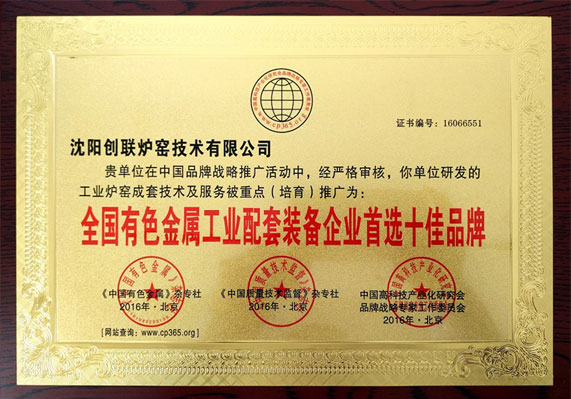 www.cp365.org
证书编号：16066551
沈阳创联炉窑技术有限公司
贵单位在中国品牌战略推广活动中，经严格审核，你单位研发的
工业炉窑成套技术及服务被重点（培育）推广为：
全国有色金属工业配套装备企业首选十佳品牌
《中国有色金属》杂专社
2016年·北京
《中国质量技术监督》杂专社
2016年·北京
中国高科技产业化研究会
品牌战略专家工作委员会
2016年·北京
[网站查询：www.cp365.org]